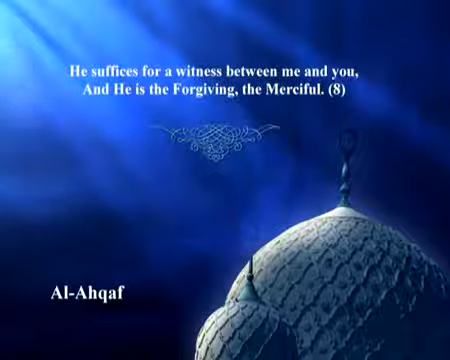 He suffices for a witness between me and you,
And He is the Forgiving, the Merciful. (8)
Al-Ahqaf